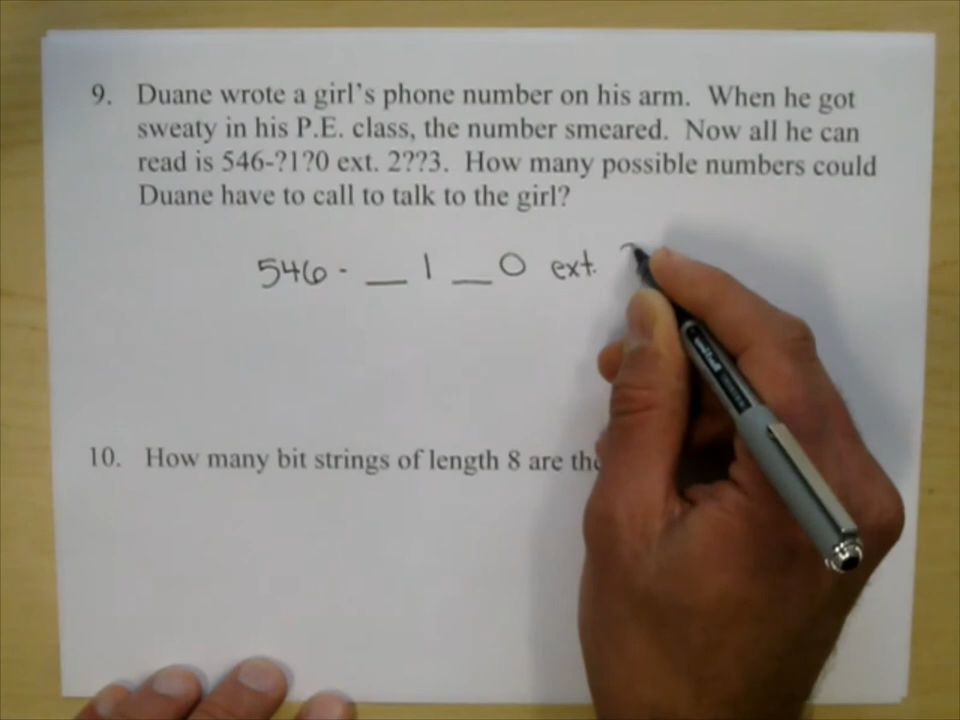 9. Duane wrote a girl's phone number on his arm. When he got
sweaty in his P.E. class, the number smeared. Now all he can
read is 546-?1?0 ext. 2??3. How many possible numbers could
Duane have to call to talk to the girl?
546- __ 1 __ 0 ext.
10. How many bit strings of length 8 are